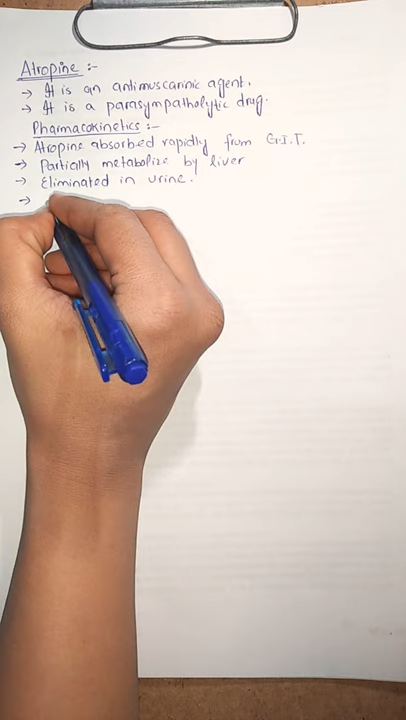 Atropine :-
→ It is an antimuscarinic agent.
→ It is a parasympatholytic drug.
Pharmacokinetics :-
→ Atropine absorbed rapidly from G.I.T.
→ Partially metabolize by liver
→ Eliminated in urine.
→